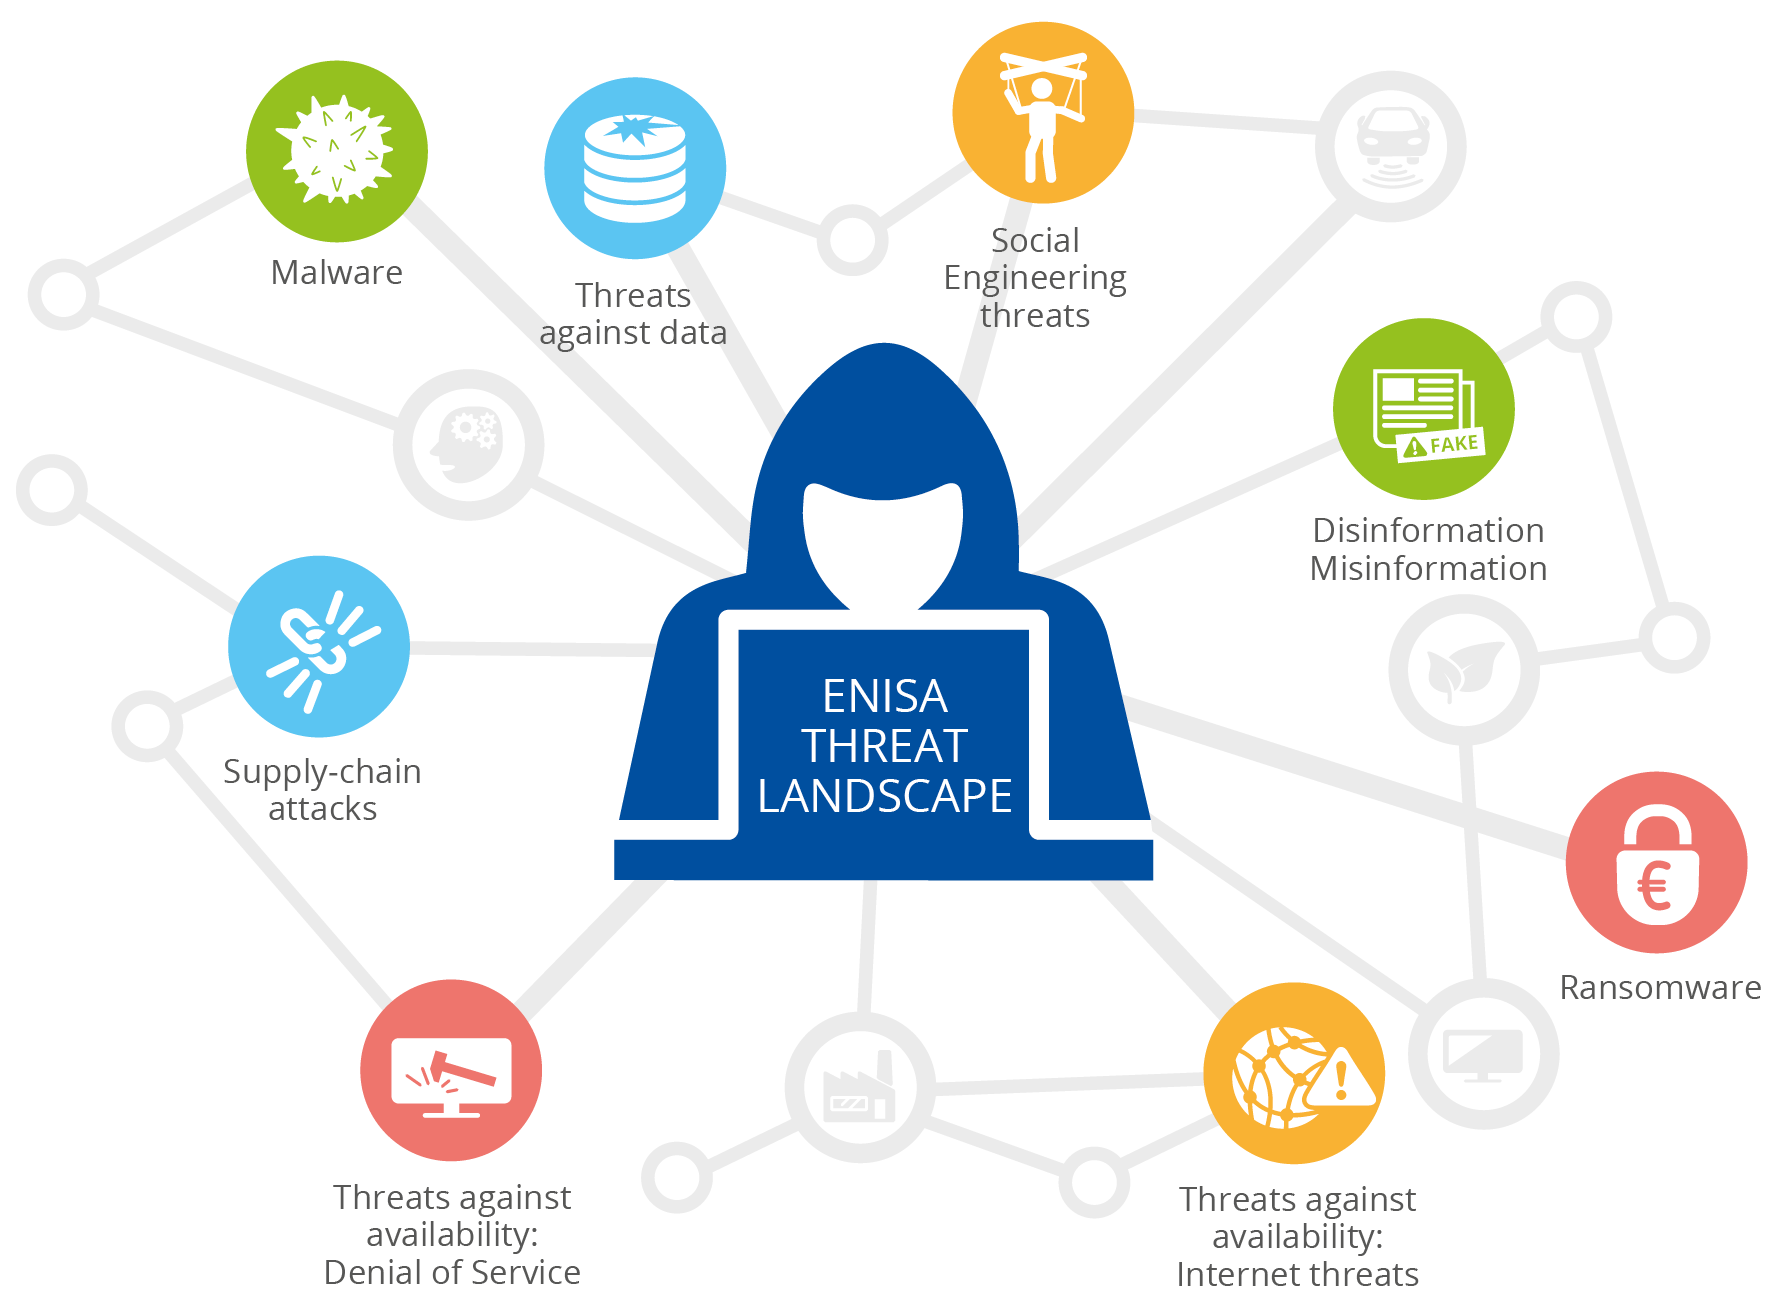 Malware
Threats
against data
Social
Engineering
threats
FAKE
Disinformation
Misinformation
ENISA
THREAT
LANDSCAPE
Supply-chain
attacks
€
Ransomware
Threats against
availability:
Denial of Service
Threats against
availability:
Internet threats